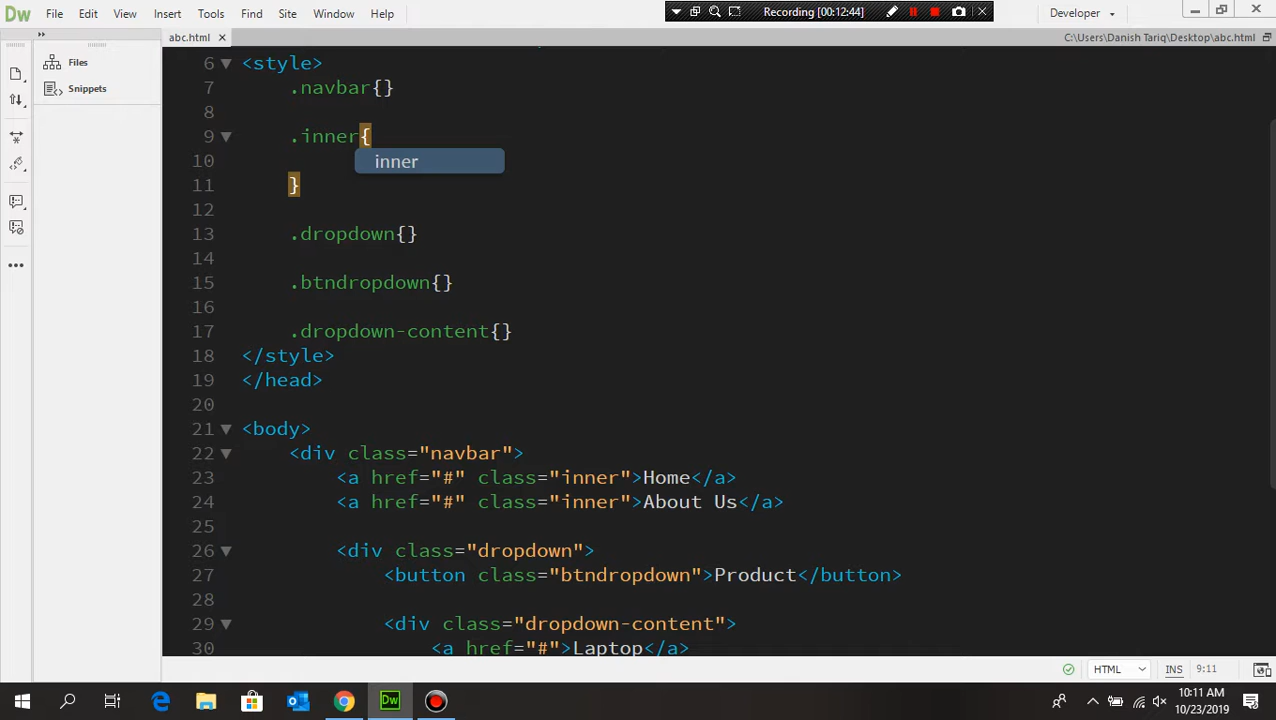 Dw File Edit View Insert Tools Find Site Window Help Recording [00:12:44] Developer
abc.html C:\Users\Danish Tariq\Desktop\abc.html
Files
Snippets
6 <style>
7 .navbar{}
8
9 .inner{
10 inner
11 }
12
13 .dropdown{}
14
15 .btndropdown{}
16
17 .dropdown-content{}
18 </style>
19 </head>
20
21 <body>
22 <div class="navbar">
23 <a href="#" class="inner">Home</a>
24 <a href="#" class="inner">About Us</a>
25
26 <div class="dropdown">
27 <button class="btndropdown">Product</button>
28
29 <div class="dropdown-content">
30 <a href="#">Laptop</a>
HTML INS 9:11
Dw 10:11 AM
10/23/2019